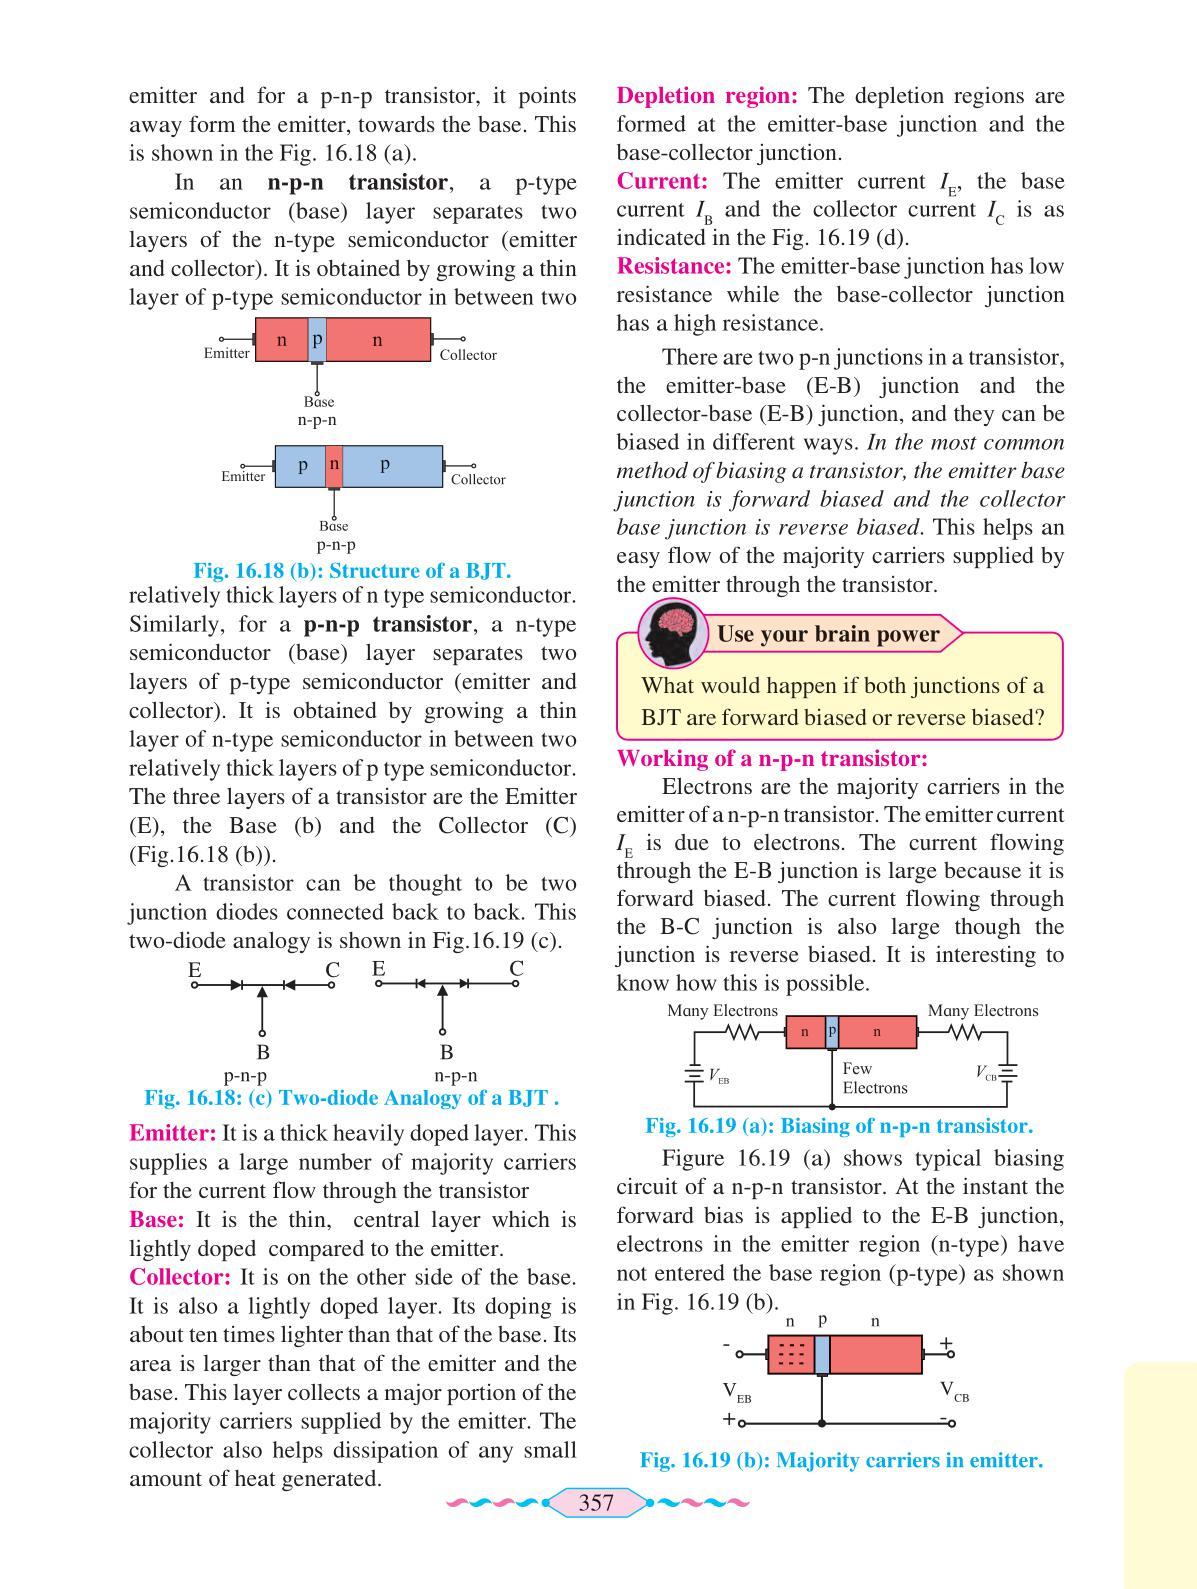 emitter and for a p-n-p transistor, it points
away form the emitter, towards the base. This
is shown in the Fig. 16.18 (a).
In an n-p-n transistor, a p-type
semiconductor (base) layer separates two
layers of the n-type semiconductor (emitter
and collector). It is obtained by growing a thin
layer of p-type semiconductor in between two
n p n
Emitter Collector
Base
n-p-n
p n p
Emitter Collector
Base
p-n-p
Fig. 16.18 (b): Structure of a BJT.
relatively thick layers of n type semiconductor.
Similarly, for a p-n-p transistor, a n-type
semiconductor (base) layer separates two
layers of p-type semiconductor (emitter and
collector). It is obtained by growing a thin
layer of n-type semiconductor in between two
relatively thick layers of p type semiconductor.
The three layers of a transistor are the Emitter
(E), the Base (b) and the Collector (C)
(Fig.16.18 (b)).
A transistor can be thought to be two
junction diodes connected back to back. This
two-diode analogy is shown in Fig.16.19 (c).
E C E C
B B
p-n-p n-p-n
Fig. 16.18: (c) Two-diode Analogy of a BJT .
Emitter: It is a thick heavily doped layer. This
supplies a large number of majority carriers
for the current flow through the transistor
Base: It is the thin, central layer which is
lightly doped compared to the emitter.
Collector: It is on the other side of the base.
It is also a lightly doped layer. Its doping is
about ten times lighter than that of the base. Its
area is larger than that of the emitter and the
base. This layer collects a major portion of the
majority carriers supplied by the emitter. The
collector also helps dissipation of any small
amount of heat generated.
Depletion region: The depletion regions are
formed at the emitter-base junction and the
base-collector junction.
Current: The emitter current I_E, the base
current I_B and the collector current I_C is as
indicated in the Fig. 16.19 (d).
Resistance: The emitter-base junction has low
resistance while the base-collector junction
has a high resistance.
There are two p-n junctions in a transistor,
the emitter-base (E-B) junction and the
collector-base (E-B) junction, and they can be
biased in different ways. In the most common
method of biasing a transistor, the emitter base
junction is forward biased and the collector
base junction is reverse biased. This helps an
easy flow of the majority carriers supplied by
the emitter through the transistor.
Use your brain power
What would happen if both junctions of a
BJT are forward biased or reverse biased?
Working of a n-p-n transistor:
Electrons are the majority carriers in the
emitter of a n-p-n transistor. The emitter current
I_E is due to electrons. The current flowing
through the E-B junction is large because it is
forward biased. The current flowing through
the B-C junction is also large though the
junction is reverse biased. It is interesting to
know how this is possible.
Many Electrons Many Electrons
n p n
V_EB Few V_CB
Electrons
Fig. 16.19 (a): Biasing of n-p-n transistor.
Figure 16.19 (a) shows typical biasing
circuit of a n-p-n transistor. At the instant the
forward bias is applied to the E-B junction,
electrons in the emitter region (n-type) have
not entered the base region (p-type) as shown
in Fig. 16.19 (b).
n p n
- +
V_EB V_CB
+ -
Fig. 16.19 (b): Majority carriers in emitter.
357